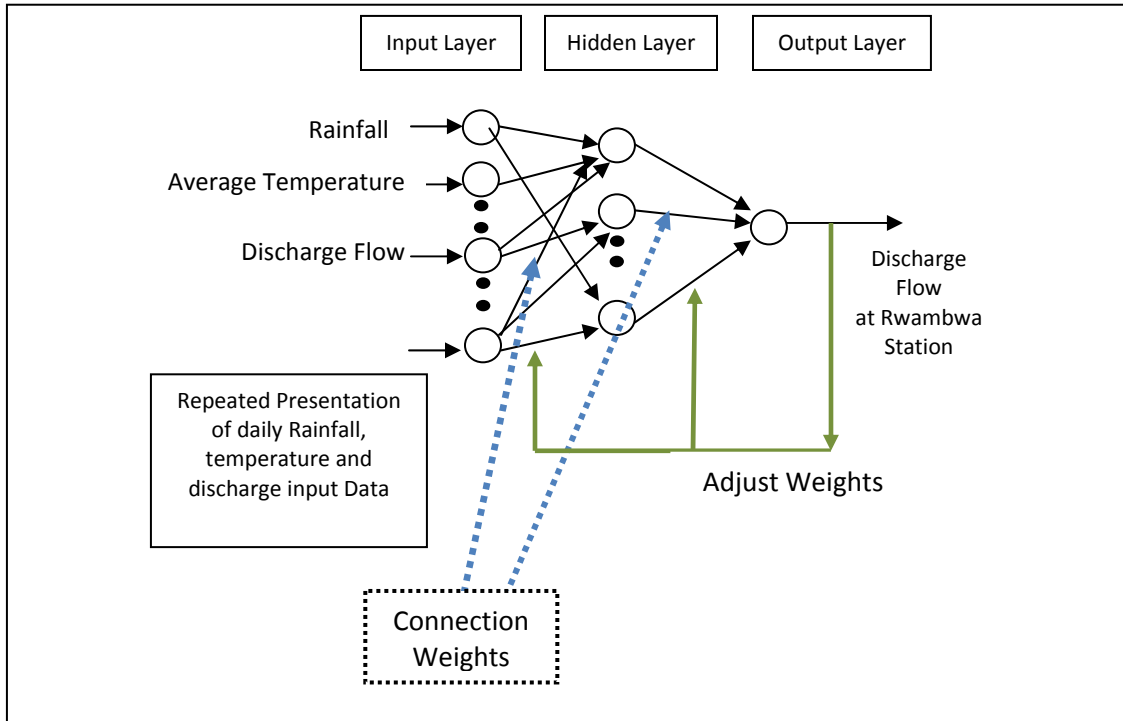 Input Layer
Hidden Layer
Output Layer
Rainfall
Average Temperature
Discharge Flow
Discharge
Flow
at Rwambwa
Station
Repeated Presentation
of daily Rainfall,
temperature and
discharge input Data
Adjust Weights
Connection
Weights